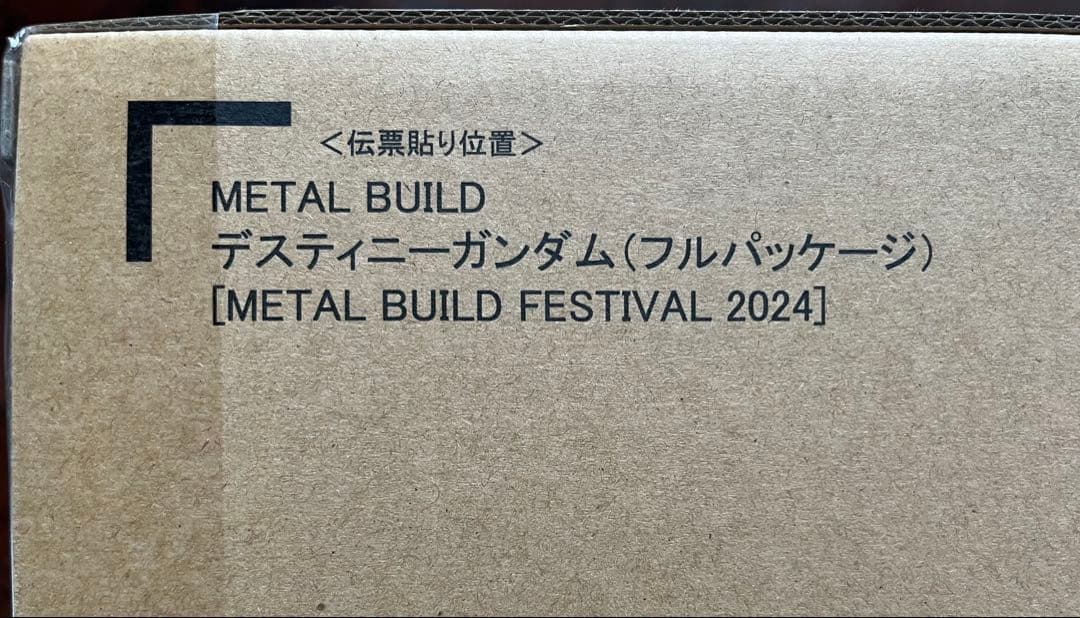 ＜伝票貼り位置＞
METAL BUILD
デスティニーガンダム（フルパッケージ）
[METAL BUILD FESTIVAL 2024]